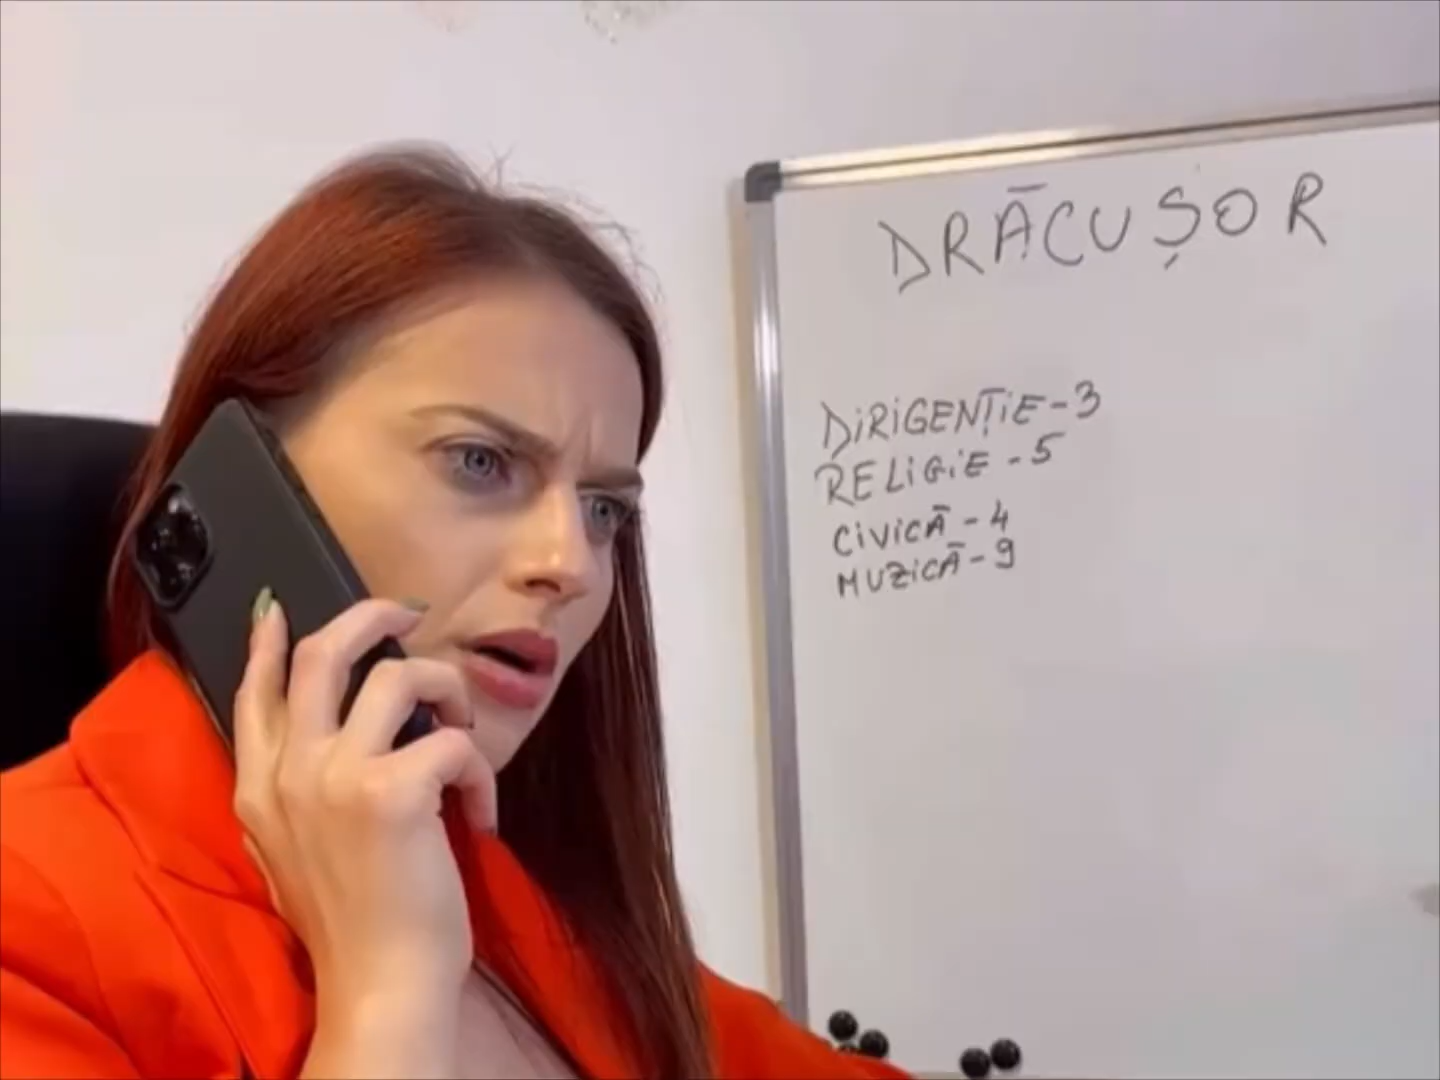 DRĂCUȘOR
DiRiGENȚiE-3
RELiGiE -5
CiViCĂ-4
MUZiCĂ-9